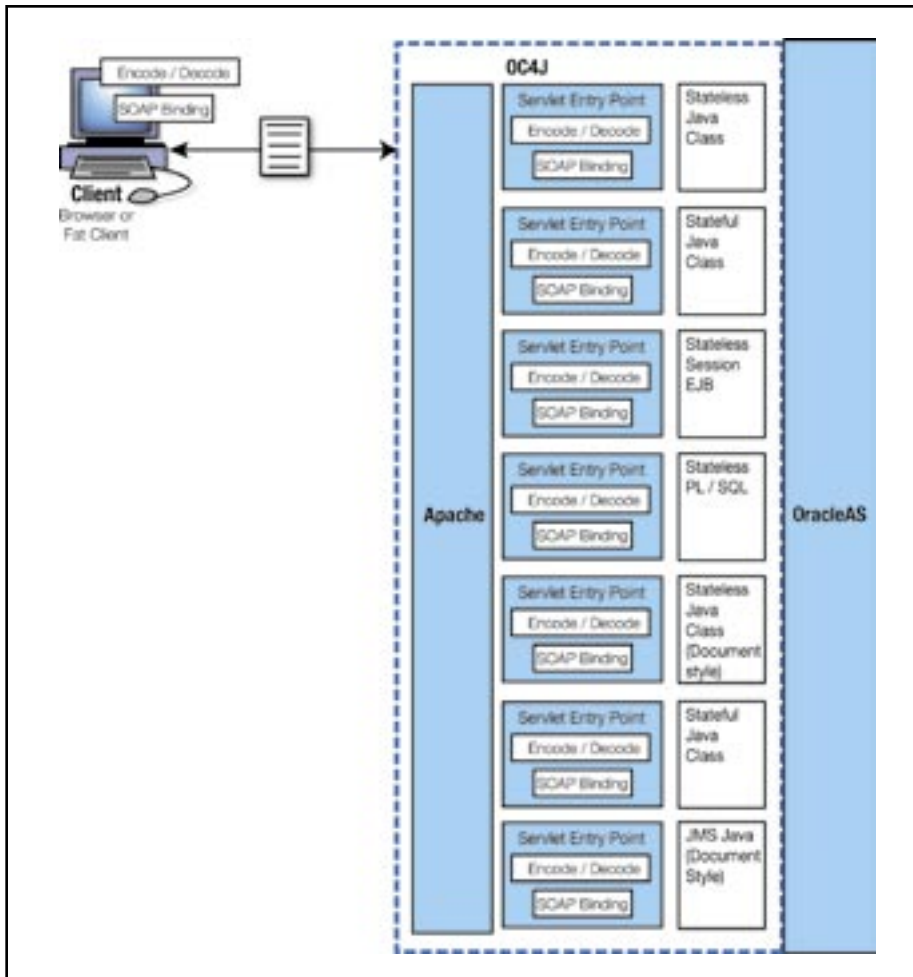 Encode / Decode
SOAP Binding
Client
Browser or
Fat Client
OC4J
Apache
Servlet Entry Point
Encode / Decode
SOAP Binding
Stateless
Java
Class
Servlet Entry Point
Encode / Decode
SOAP Binding
Stateful
Java
Class
Servlet Entry Point
Encode / Decode
SOAP Binding
Stateless
Session
EJB
Servlet Entry Point
Encode / Decode
SOAP Binding
Stateless
PL / SQL
Servlet Entry Point
Encode / Decode
SOAP Binding
Stateless
Java
Class
(Document
style)
Servlet Entry Point
Encode / Decode
SOAP Binding
Stateful
Java
Class
Servlet Entry Point
Encode / Decode
SOAP Binding
JMS Java
(Document
Style)
OracleAS